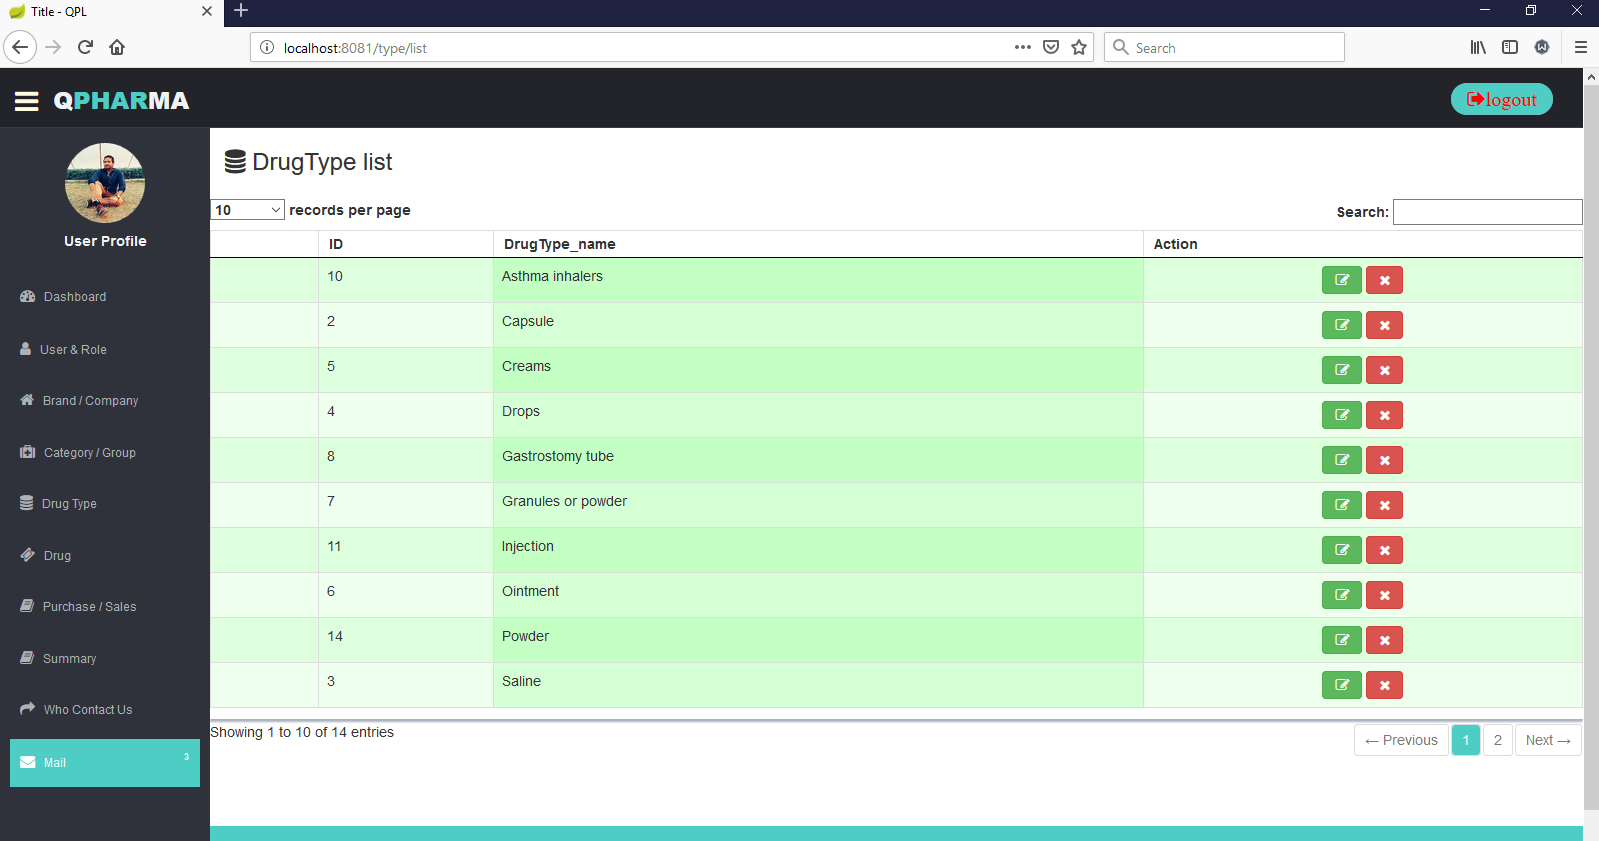 Title - QPL
localhost:8081/type/list
Search
QPHARMA
logout
User Profile
Dashboard
User & Role
Brand / Company
Category / Group
Drug Type
Drug
Purchase / Sales
Summary
Who Contact Us
Mail 3
DrugType list
10 records per page
Search:
ID DrugType_name Action
10 Asthma inhalers
2 Capsule
5 Creams
4 Drops
8 Gastrostomy tube
7 Granules or powder
11 Injection
6 Ointment
14 Powder
3 Saline
Showing 1 to 10 of 14 entries
← Previous 1 2 Next →